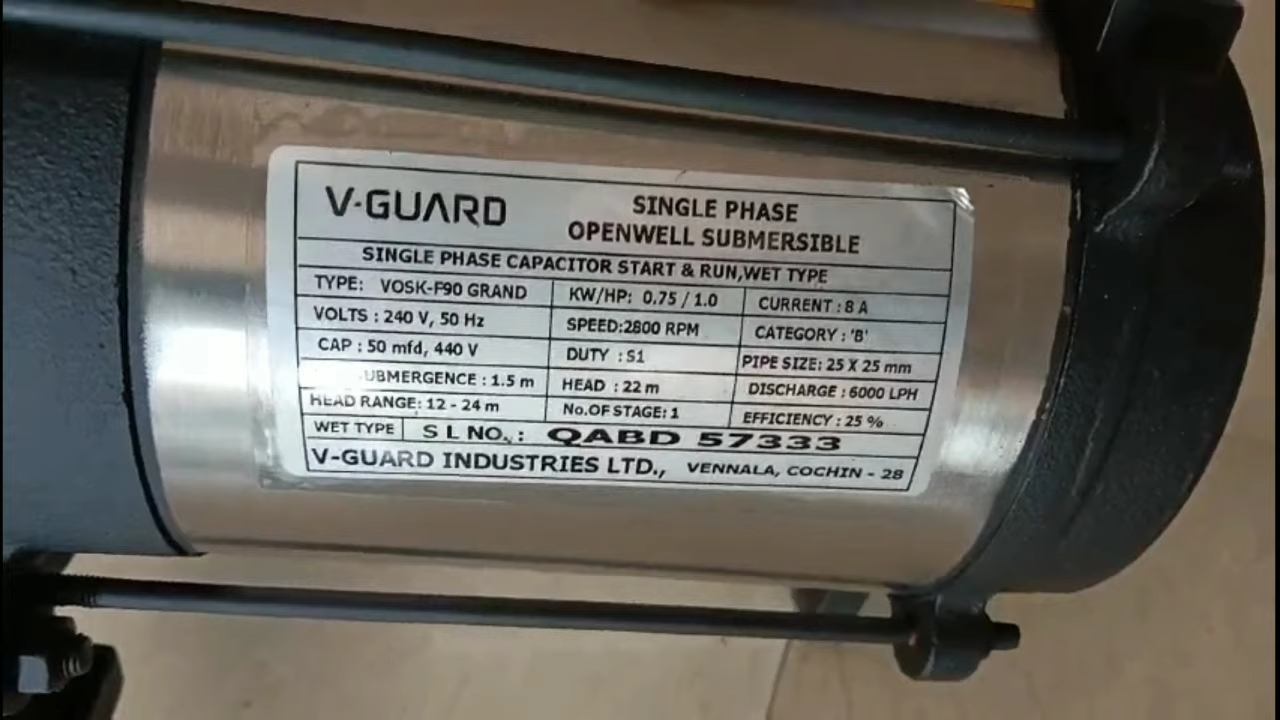 V-GUARD
SINGLE PHASE
OPENWELL SUBMERSIBLE
SINGLE PHASE CAPACITOR START & RUN,WET TYPE
TYPE: VOSK-F90 GRAND KW/HP: 0.75 / 1.0 CURRENT : 8 A
VOLTS : 240 V, 50 Hz SPEED:2800 RPM CATEGORY : 'B'
CAP : 50 mfd, 440 V DUTY : S1 PIPE SIZE: 25 X 25 mm
UBMERGENCE : 1.5 m HEAD : 22 m DISCHARGE : 6000 LPH
HEAD RANGE: 12 - 24 m No.OF STAGE: 1 EFFICIENCY : 25 %
WET TYPE S L NO. : QABD 57333
V-GUARD INDUSTRIES LTD., VENNALA, COCHIN - 28